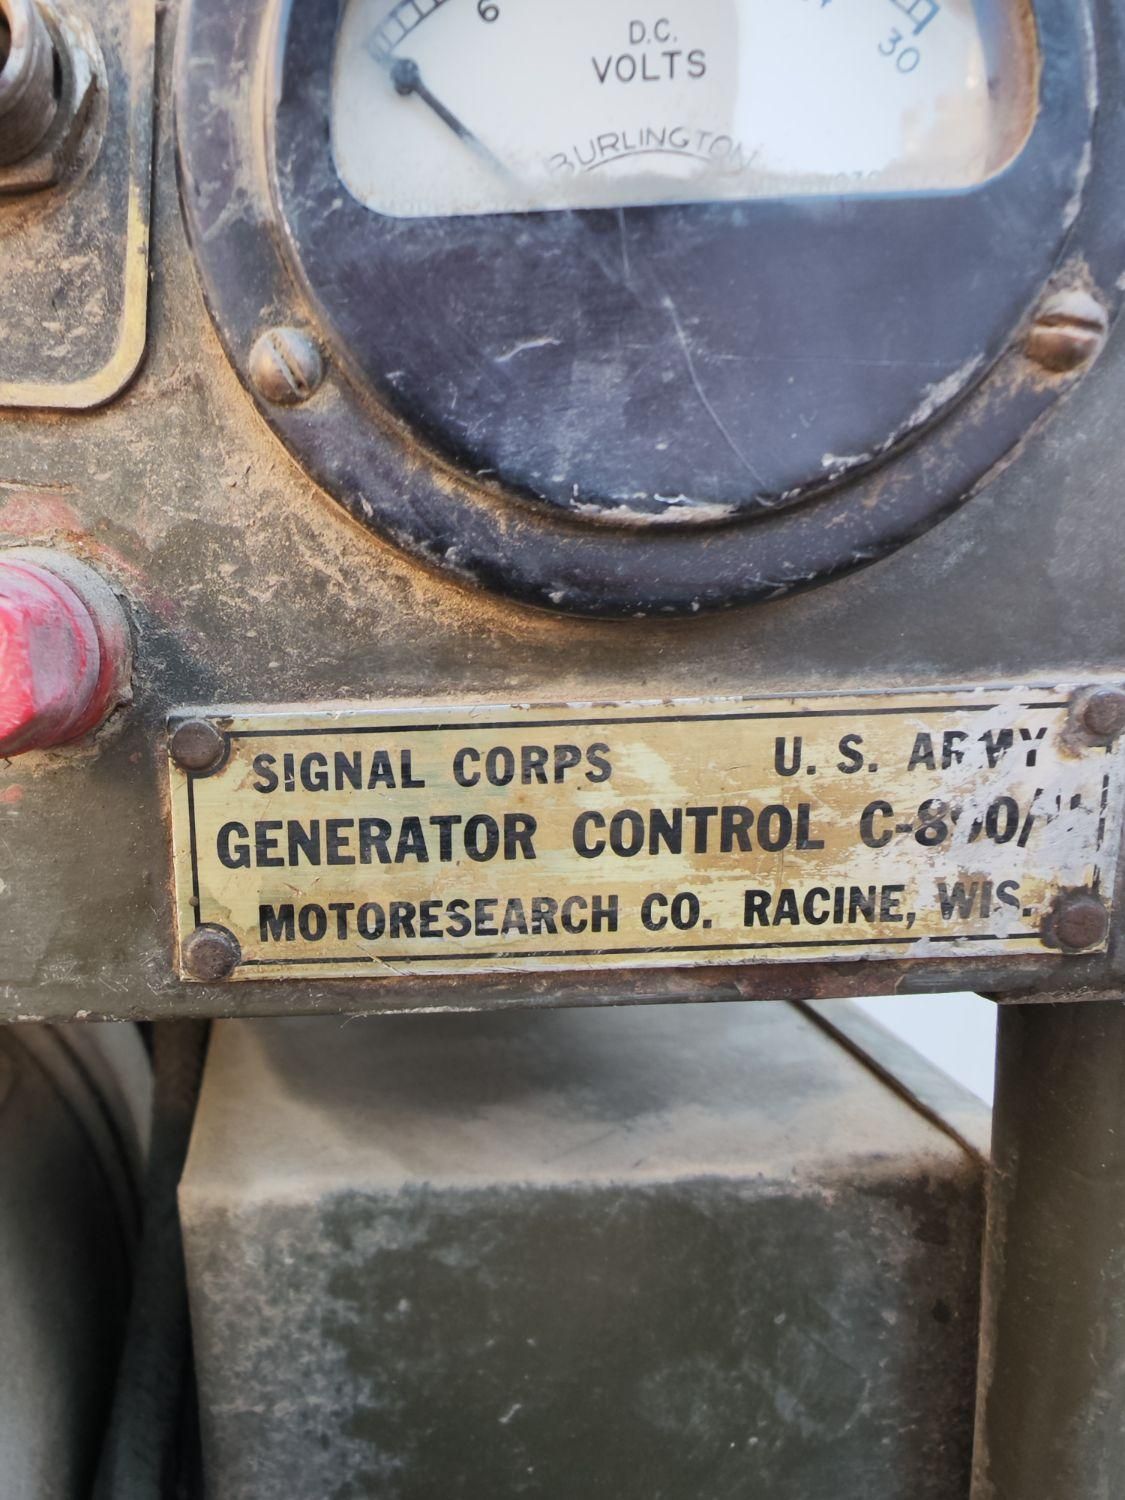 6
30
D.C.
VOLTS
BURLINGTON
SIGNAL CORPS U. S. ARMY
GENERATOR CONTROL
MOTORESEARCH CO. RACINE, WIS.